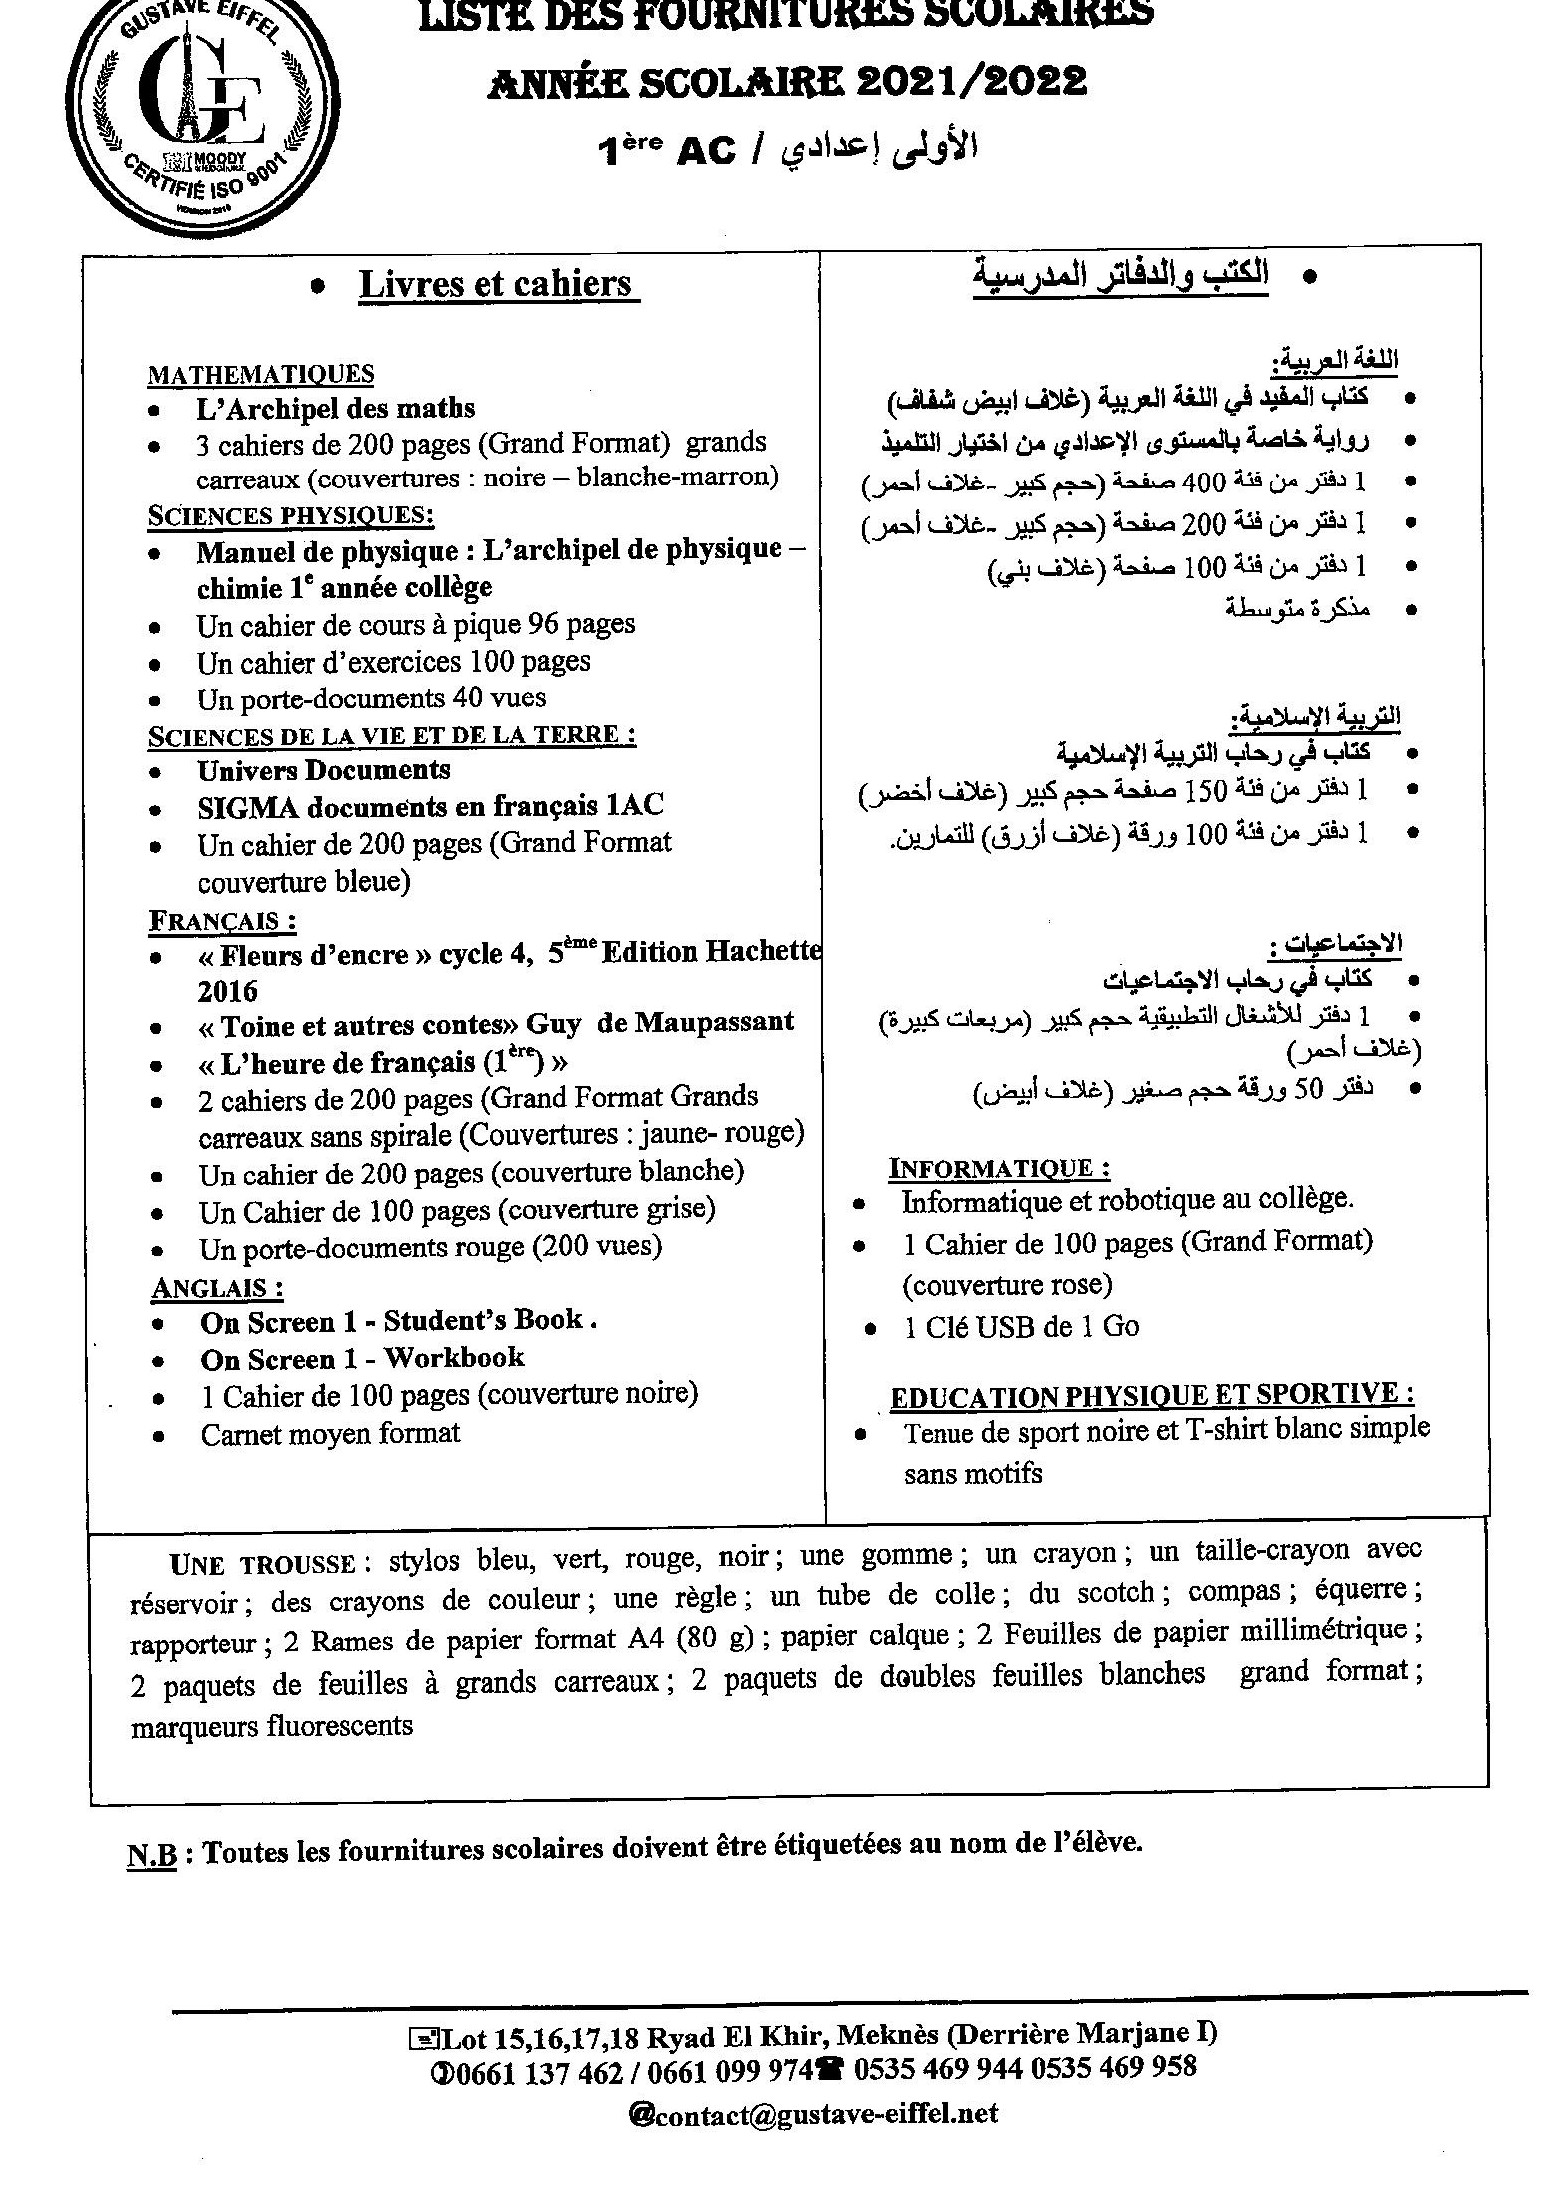 GUSTAVE EIFFEL
GE
MOODY
CERTIFIÉ ISO 9001
LISTE DES FOURNITURES SCOLAIRES
ANNÉE SCOLAIRE 2021/2022
1ère AC / الأولى إعدادي
• Livres et cahiers
MATHEMATIQUES
• L’Archipel des maths
• 3 cahiers de 200 pages (Grand Format) grands
carreaux (couvertures : noire – blanche-marron)
SCIENCES PHYSIQUES:
• Manuel de physique : L’archipel de physique –
chimie 1e année collège
• Un cahier de cours à pique 96 pages
• Un cahier d’exercices 100 pages
• Un porte-documents 40 vues
SCIENCES DE LA VIE ET DE LA TERRE :
• Univers Documents
• SIGMA documents en français 1AC
• Un cahier de 200 pages (Grand Format
couverture bleue)
FRANÇAIS :
• « Fleurs d’encre » cycle 4, 5ème Edition Hachette
2016
• « Toine et autres contes» Guy de Maupassant
• « L’heure de français (1ère) »
• 2 cahiers de 200 pages (Grand Format Grands
carreaux sans spirale (Couvertures : jaune- rouge)
• Un cahier de 200 pages (couverture blanche)
• Un Cahier de 100 pages (couverture grise)
• Un porte-documents rouge (200 vues)
ANGLAIS :
• On Screen 1 - Student’s Book .
• On Screen 1 - Workbook
• 1 Cahier de 100 pages (couverture noire)
• Carnet moyen format
• الكتب والدفاتر المدرسية
اللغة العربية:
• كتاب المفيد في اللغة العربية (غلاف ابيض شفاف)
• رواية خاصة بالمستوى الإعدادي من اختيار التلميذ
• 1 دفتر من فئة 400 صفحة (حجم كبير -غلاف أحمر)
• 1 دفتر من فئة 200 صفحة (حجم كبير -غلاف أحمر)
• 1 دفتر من فئة 100 صفحة (غلاف بني)
• مذكرة متوسطة
التربية الإسلامية:
• كتاب في رحاب التربية الإسلامية
• 1 دفتر من فئة 150 صفحة حجم كبير (غلاف أخضر)
• 1 دفتر من فئة 100 ورقة (غلاف أزرق) للتمارين.
الاجتماعيات :
• كتاب في رحاب الاجتماعيات
• 1 دفتر للأشغال التطبيقية حجم كبير (مربعات كبيرة)
(غلاف أحمر)
• دفتر 50 ورقة حجم صغير (غلاف أبيض)
INFORMATIQUE :
• Informatique et robotique au collège.
• 1 Cahier de 100 pages (Grand Format)
(couverture rose)
• 1 Clé USB de 1 Go
EDUCATION PHYSIQUE ET SPORTIVE :
• Tenue de sport noire et T-shirt blanc simple
sans motifs
UNE TROUSSE : stylos bleu, vert, rouge, noir ; une gomme ; un crayon ; un taille-crayon avec
réservoir ; des crayons de couleur ; une règle ; un tube de colle ; du scotch ; compas ; équerre ;
rapporteur ; 2 Rames de papier format A4 (80 g) ; papier calque ; 2 Feuilles de papier millimétrique ;
2 paquets de feuilles à grands carreaux ; 2 paquets de doubles feuilles blanches grand format ;
marqueurs fluorescents
N.B : Toutes les fournitures scolaires doivent être étiquetées au nom de l’élève.
Lot 15,16,17,18 Ryad El Khir, Meknès (Derrière Marjane I)
✆0661 137 462 / 0661 099 974☎ 0535 469 944 0535 469 958
@contact@gustave-eiffel.net